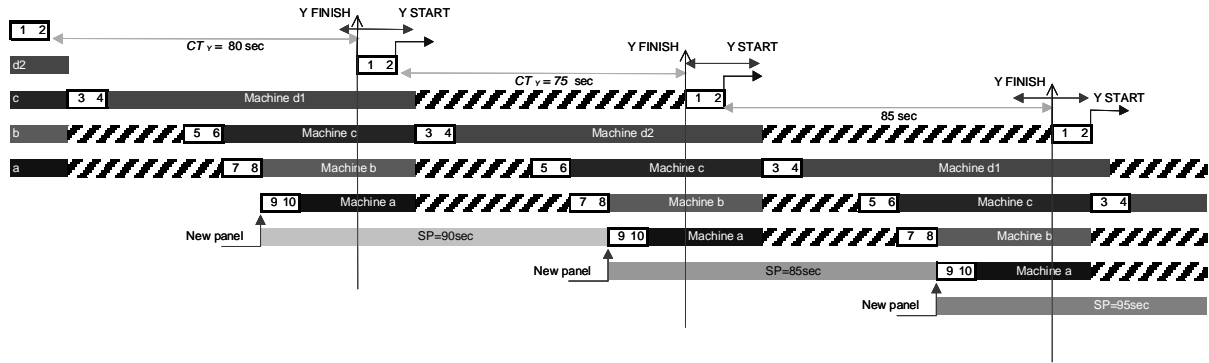 Y FINISH Y START
1 2
CT Y = 80 sec
Y FINISH Y START
d2 1 2
CT Y = 75 sec
Y FINISH
c 3 4 Machine d1 1 2 Y START
85 sec
b 5 6 Machine c 3 4 Machine d2 1 2
a 7 8 Machine b 5 6 Machine c 3 4 Machine d1
9 10 Machine a 7 8 Machine b 5 6 Machine c 3 4
New panel SP=90sec 9 10 Machine a 7 8 Machine b
New panel SP=85sec 9 10 Machine a
New panel SP=95sec